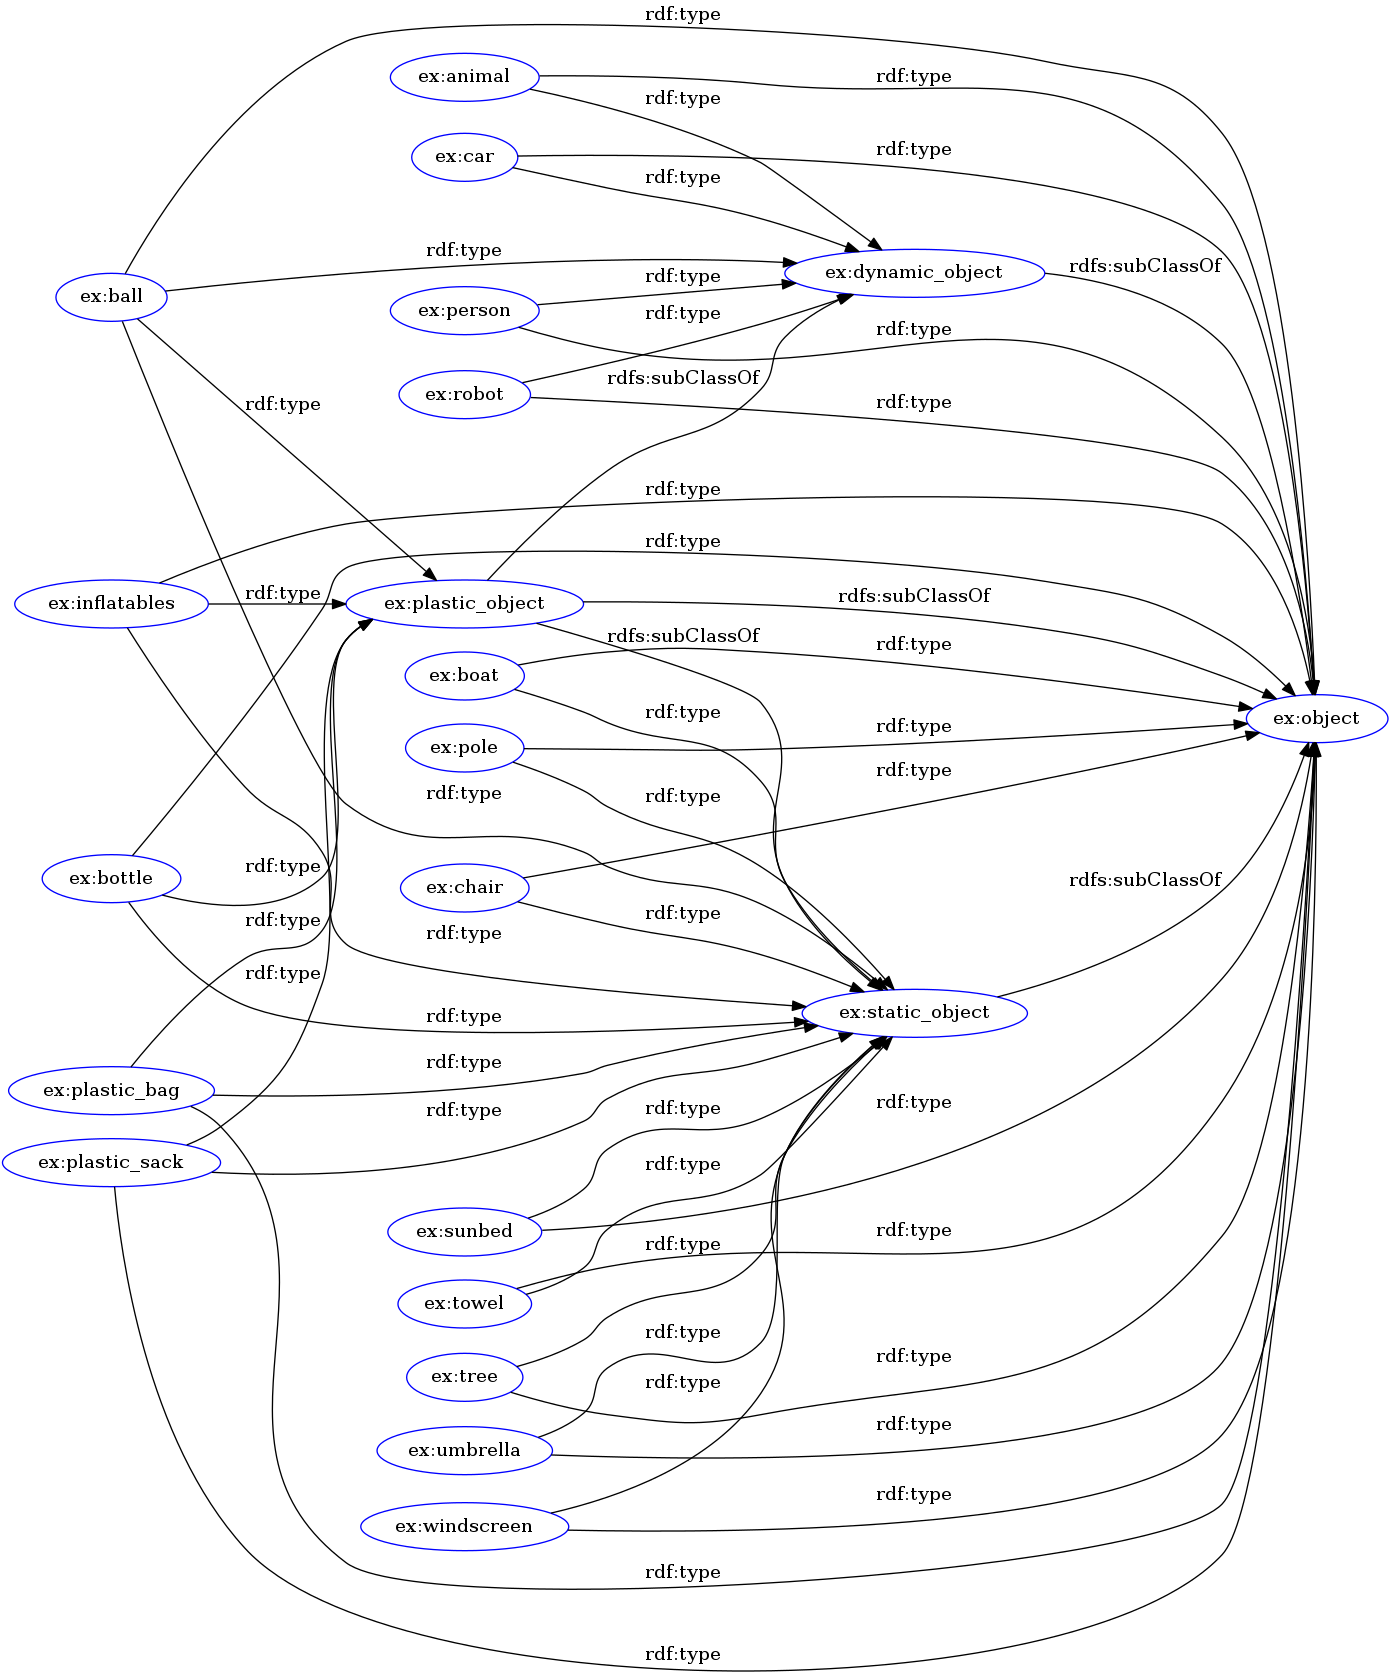 rdf:type
ex:animal
rdf:type
rdf:type
ex:car
rdf:type
rdf:type
rdf:type
ex:dynamic_object
rdfs:subClassOf
ex:ball
rdf:type
ex:person
rdf:type
rdf:type
ex:robot
rdfs:subClassOf
rdf:type
rdf:type
rdf:type
rdf:type
ex:inflatables
rdf:type
ex:plastic_object
rdfs:subClassOf
rdfs:subClassOf
rdf:type
ex:boat
rdf:type
ex:object
ex:pole
rdf:type
rdf:type
rdf:type
rdf:type
ex:bottle
rdf:type
ex:chair
rdf:type
rdf:type
rdf:type
rdfs:subClassOf
rdf:type
rdf:type
ex:static_object
rdf:type
ex:plastic_bag
rdf:type
rdf:type
rdf:type
ex:plastic_sack
rdf:type
ex:sunbed
rdf:type
rdf:type
ex:towel
rdf:type
rdf:type
ex:tree
rdf:type
rdf:type
ex:umbrella
rdf:type
ex:windscreen
rdf:type
rdf:type